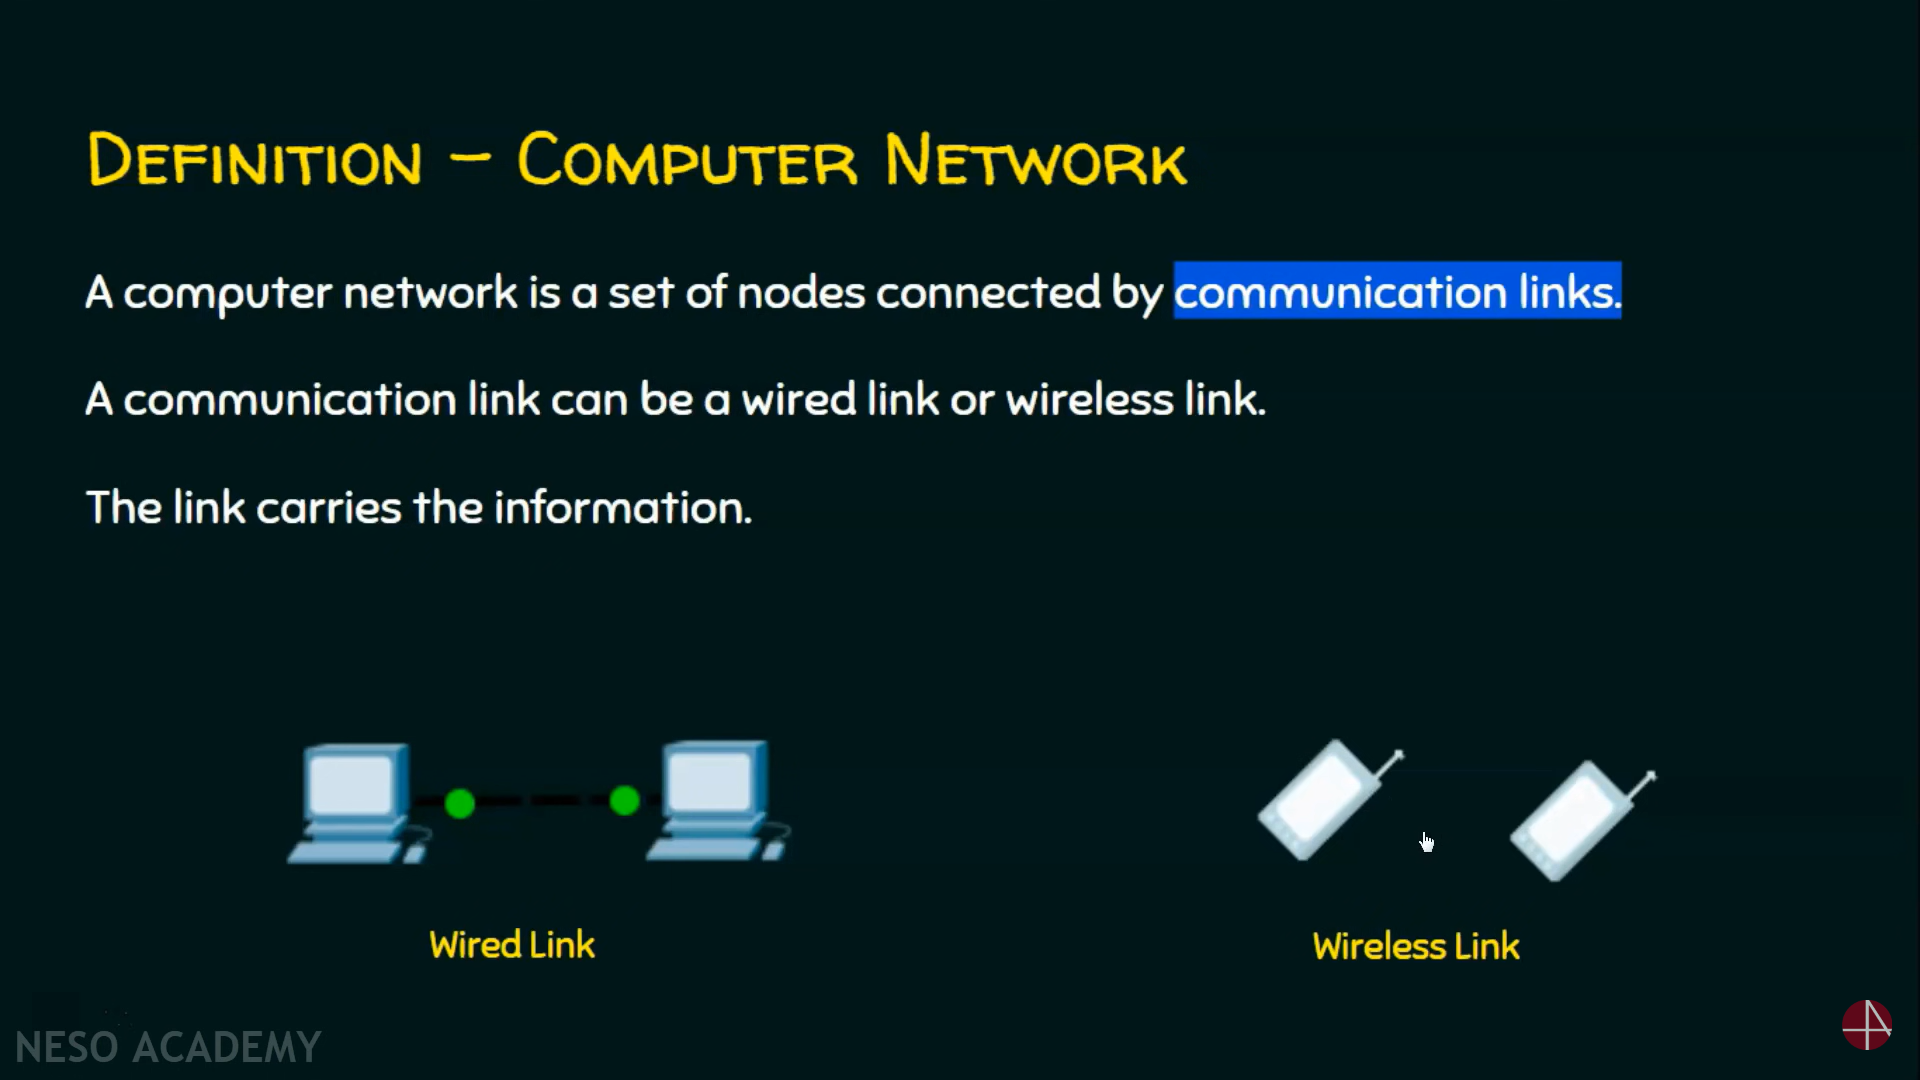 Definition – Computer Network
A computer network is a set of nodes connected by communication links.
A communication link can be a wired link or wireless link.
The link carries the information.
Wired Link
Wireless Link
NESO ACADEMY